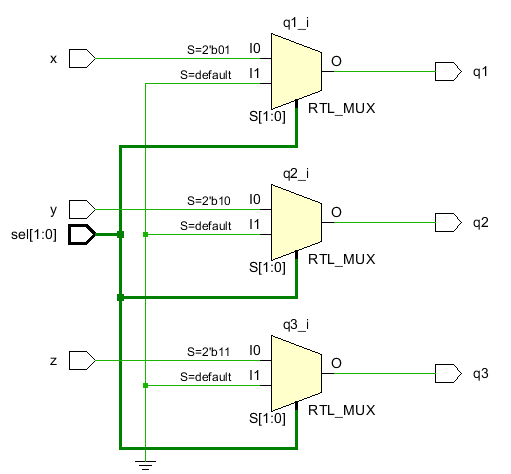 q1_i
x S=2'b01 I0 O q1
S=default I1
S[1:0] RTL_MUX
q2_i
y S=2'b10 I0 O q2
sel[1:0] S=default I1
S[1:0] RTL_MUX
q3_i
z S=2'b11 I0 O q3
S=default I1
S[1:0] RTL_MUX